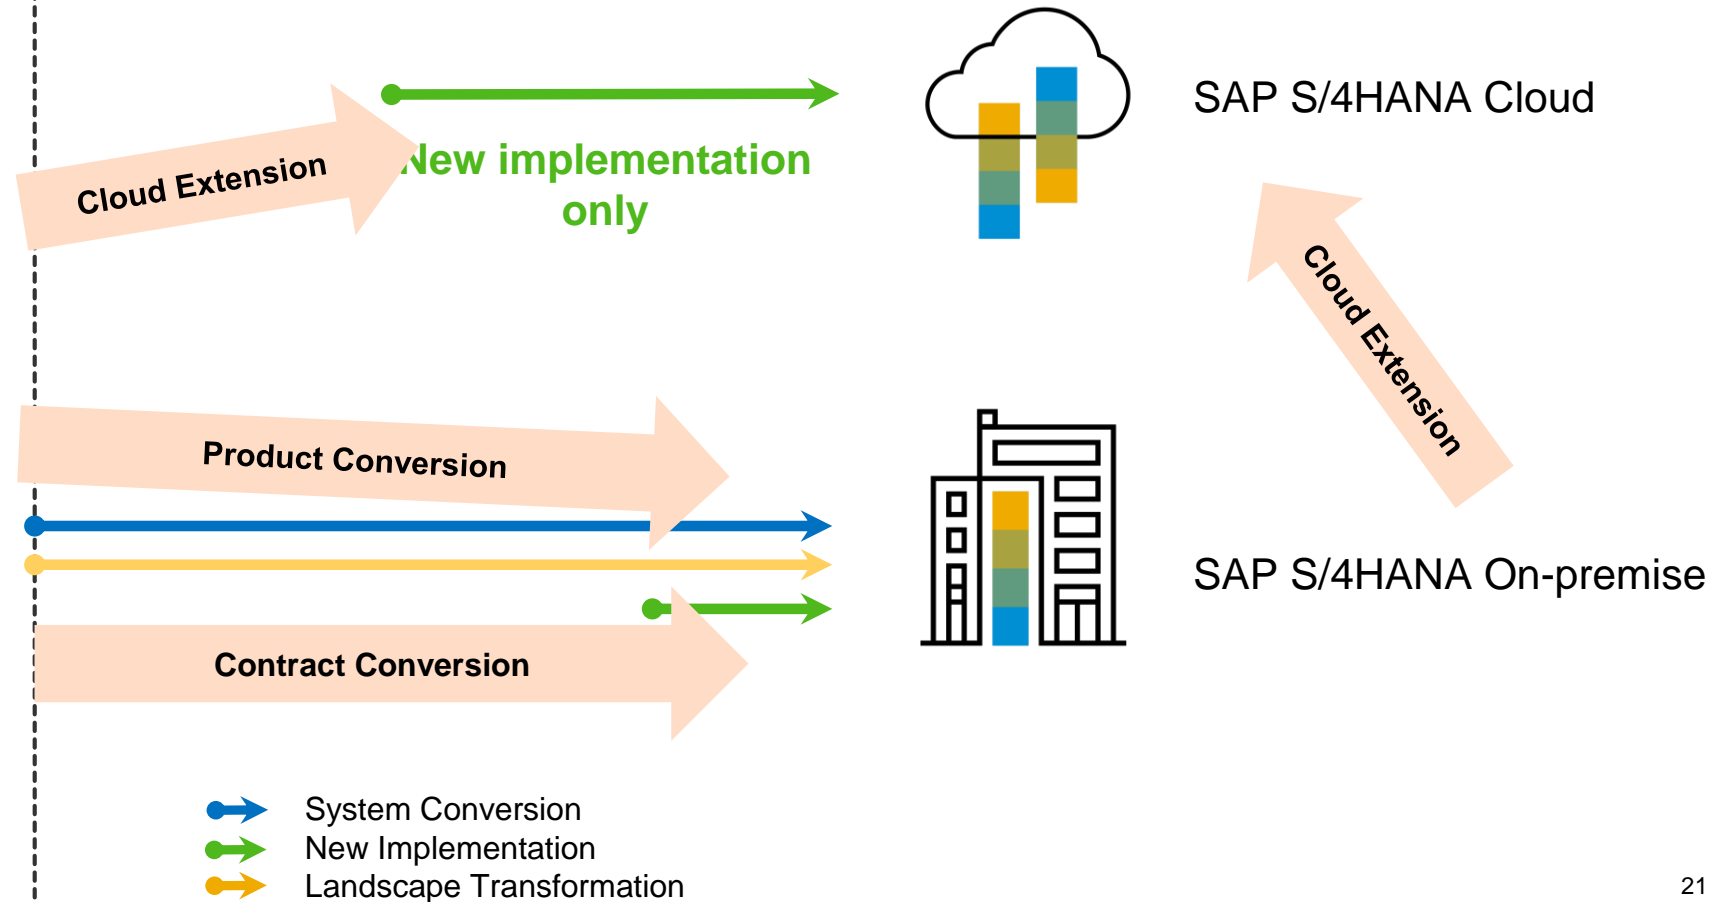 SAP S/4HANA Cloud
Cloud Extension
New implementation
only
Cloud Extension
Product Conversion
SAP S/4HANA On-premise
Contract Conversion
System Conversion
New Implementation
Landscape Transformation
21